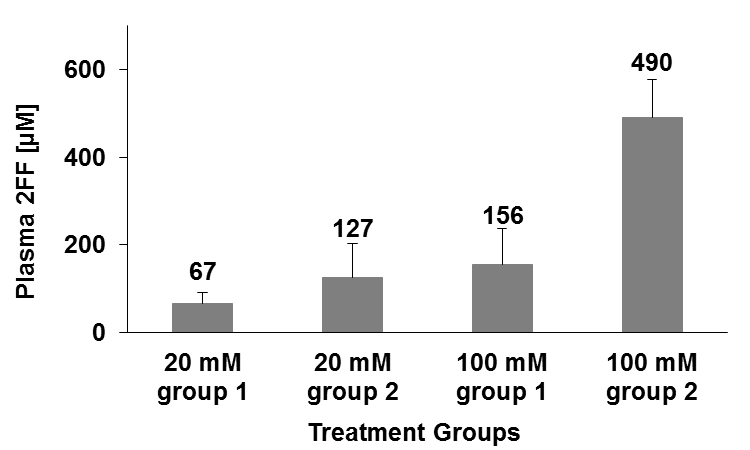 Plasma 2FF [µM]
600
400
200
0
67
127
156
490
20 mM
group 1
20 mM
group 2
100 mM
group 1
100 mM
group 2
Treatment Groups